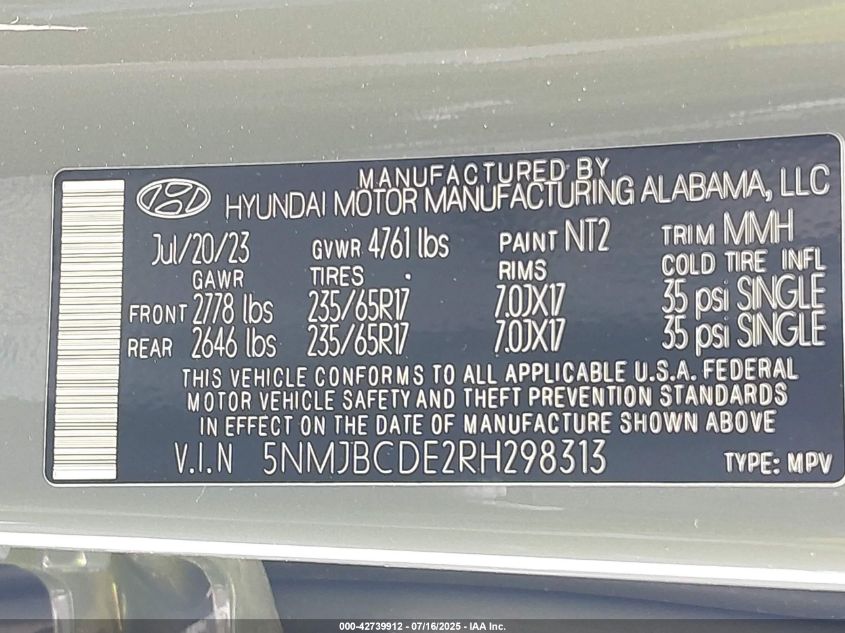 MANUFACTURED BY
HYUNDAI MOTOR MANUFACTURING ALABAMA, LLC
Jul/20/23 GVWR 4761 lbs PAINT NT2 TRIM MMH
GAWR TIRES RIMS COLD TIRE INFL
FRONT 2778 lbs 235/65R17 7.0JX17 35 psi SINGLE
REAR 2646 lbs 235/65R17 7.0JX17 35 psi SINGLE
THIS VEHICLE CONFORMS TO ALL APPLICABLE U.S.A. FEDERAL
MOTOR VEHICLE SAFETY AND THEFT PREVENTION STANDARDS
IN EFFECT ON THE DATE OF MANUFACTURE SHOWN ABOVE
V.I.N 5NMJBCDE2RH298313 TYPE: MPV
000-42739912 - 07/16/2025 - IAA Inc.